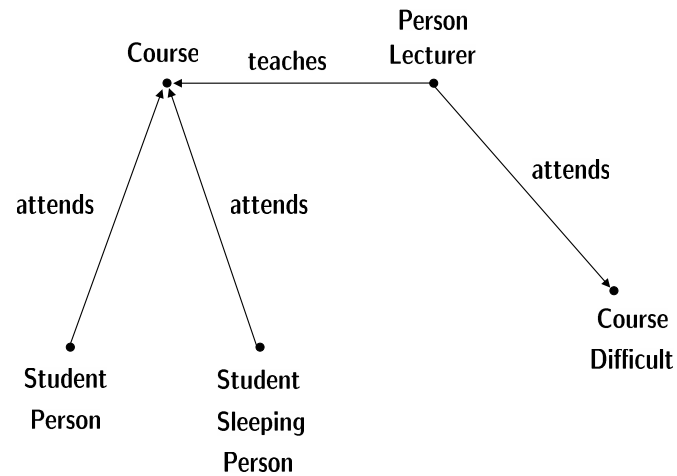 Person
Lecturer
Course
teaches
attends
attends
attends
Course
Difficult
Student
Person
Student
Sleeping
Person